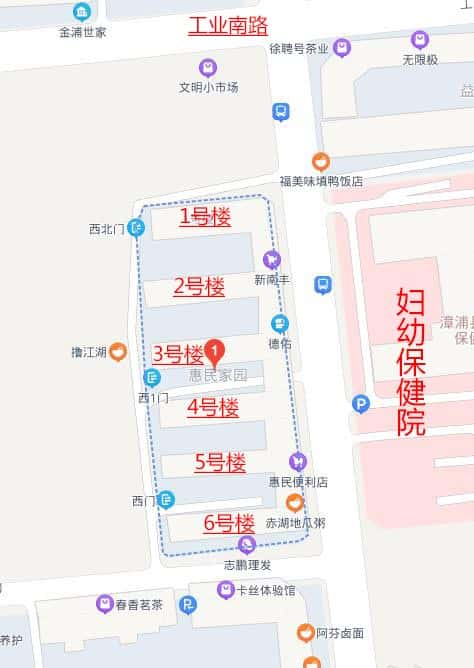 金浦世家
工业南路
工
徐聘号茶业
无限极
文明小市场
益
福美味填鸭饭店
西北门
1号楼
新南丰
2号楼
妇幼保健院
漳浦县
保健
德佑
撸江湖
3号楼
1
惠民家园
西1门
4号楼
P
5号楼
惠民便利店
西门
赤湖地瓜粥
6号楼
志鹏理发
卡丝体验馆
春香茗茶
P
阿芬卤面
养护